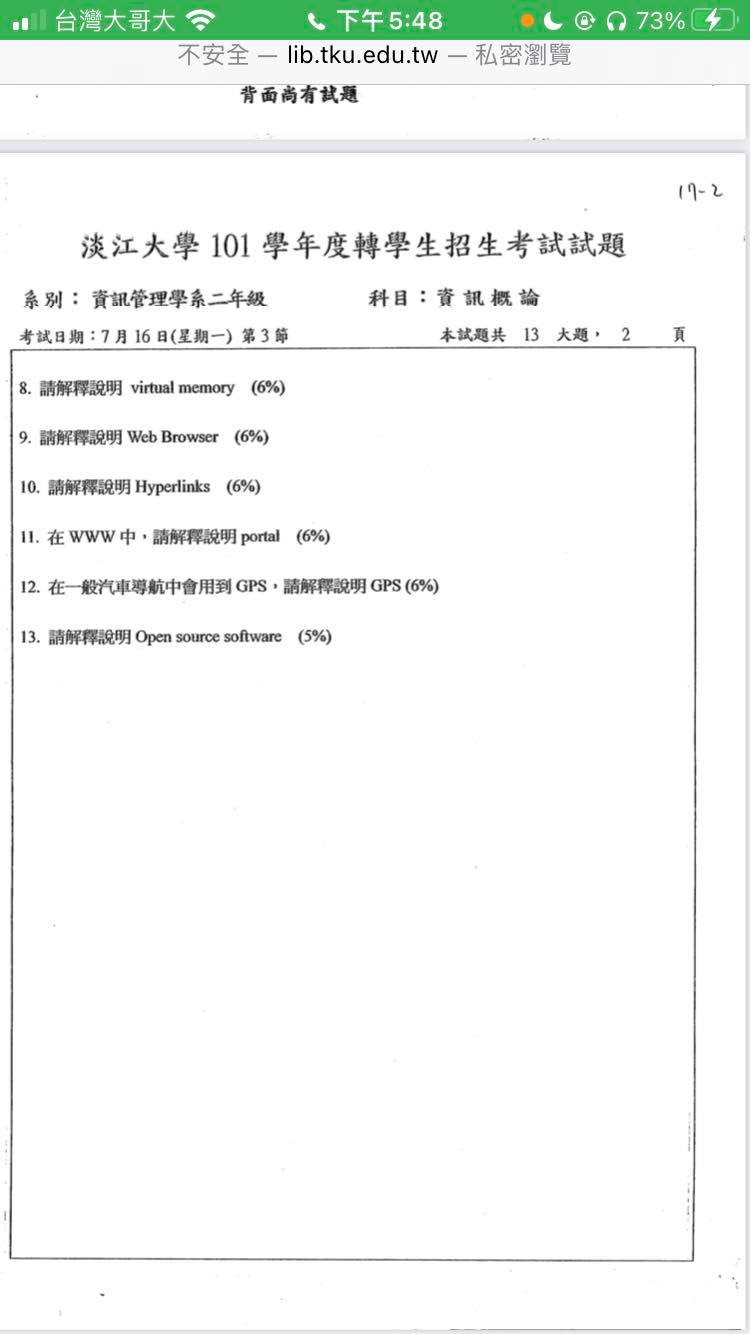 台灣大哥大 下午5:48 73%
不安全 — lib.tku.edu.tw — 私密瀏覽
背面尚有試題
17-2
淡江大學 101 學年度轉學生招生考試試題
系別：資訊管理學系二年級 科目：資訊概論
考試日期：7月16日(星期一) 第3節 本試題共 13 大題， 2 頁
8. 請解釋說明 virtual memory (6%)
9. 請解釋說明 Web Browser (6%)
10. 請解釋說明 Hyperlinks (6%)
11. 在 WWW 中，請解釋說明 portal (6%)
12. 在一般汽車導航中會用到 GPS，請解釋說明 GPS (6%)
13. 請解釋說明 Open source software (5%)